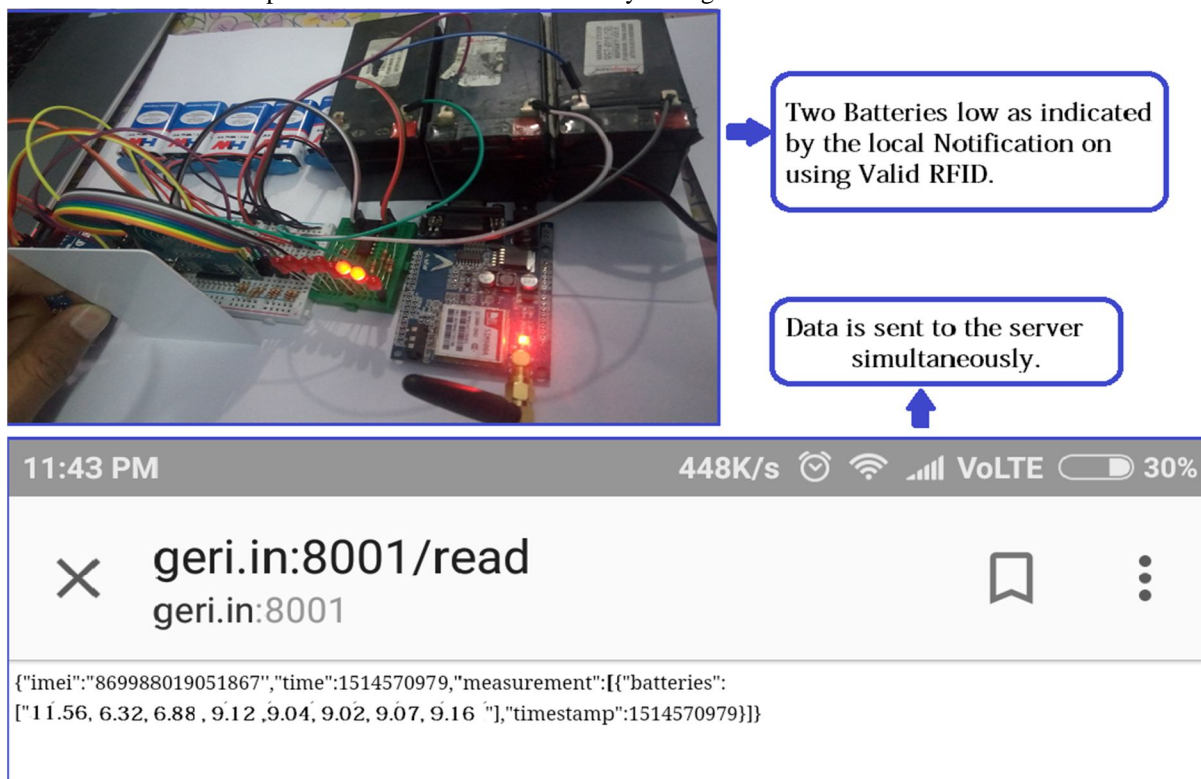 Two Batteries low as indicated
by the local Notification on
using Valid RFID.
Data is sent to the server
simultaneously.
11:43 PM
448K/s
VoLTE
30%
geri.in:8001/read
geri.in:8001
{"imei":"869988019051867","time":1514570979,"measurement":[{"batteries":
["11.56, 6.32, 6.88 , 9.12 ,9.04, 9.02, 9.07, 9.16 "],"timestamp":1514570979}]}